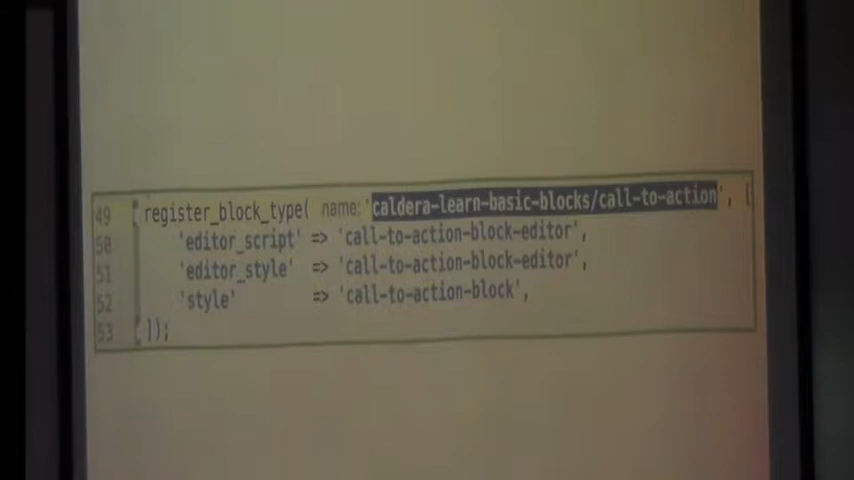 49 register_block_type( name: 'caldera-learn-basic-blocks/call-to-action', [
50 'editor_script' => 'call-to-action-block-editor',
51 'editor_style' => 'call-to-action-block-editor',
52 'style' => 'call-to-action-block',
53 ]);